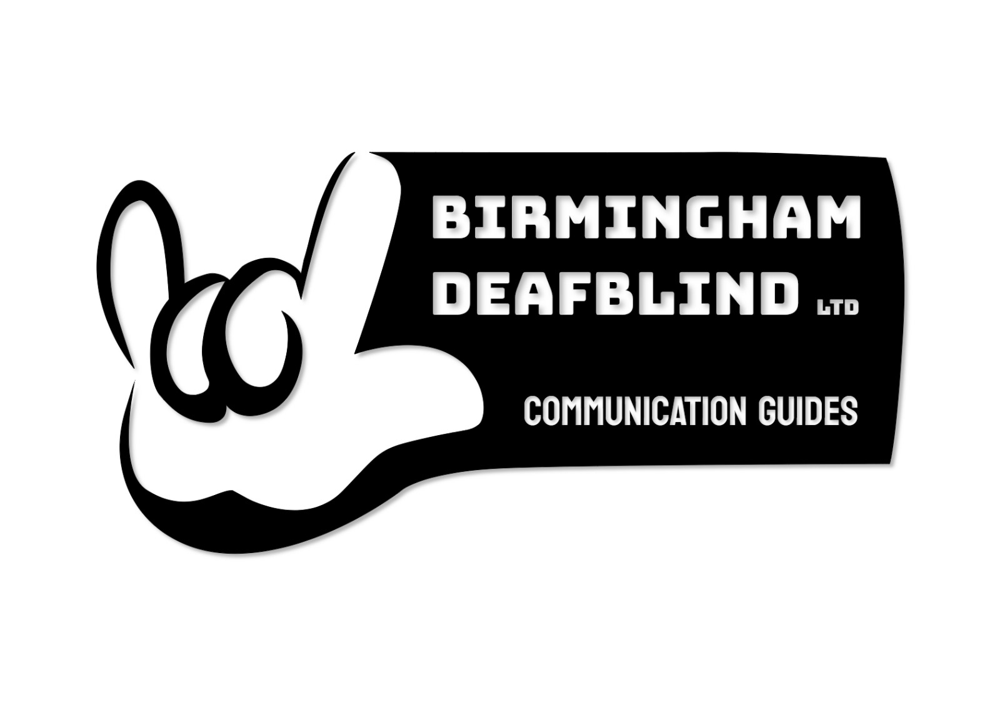 BIRMINGHAM
DEAFBLIND LTD
COMMUNICATION GUIDES